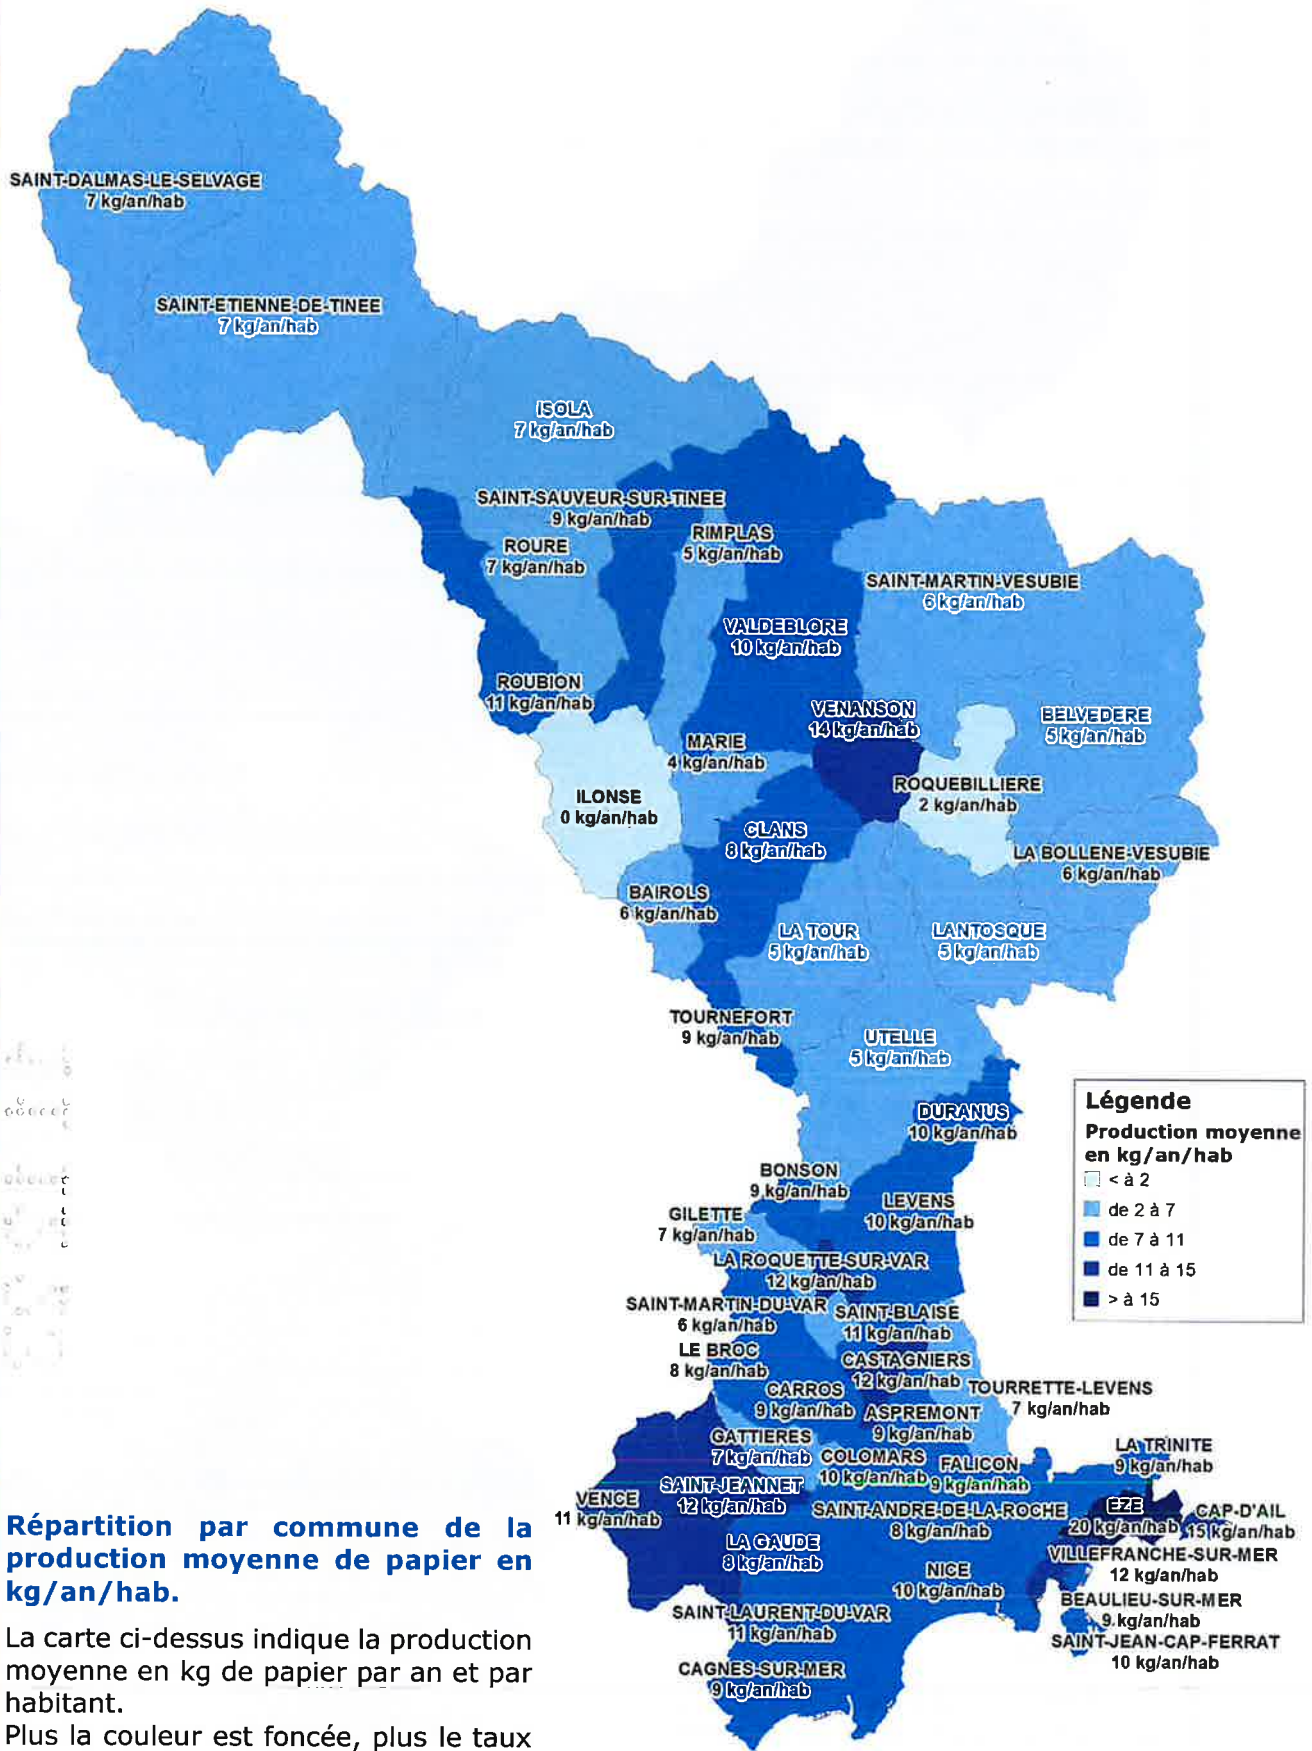 SAINT-DALMAS-LE-SELVAGE
7 kg/an/hab
SAINT-ETIENNE-DE-TINEE
7 kg/an/hab
ISOLA
7 kg/an/hab
SAINT-SAUVEUR-SUR-TINEE
9 kg/an/hab
RIMPLAS
5 kg/an/hab
ROURE
7 kg/an/hab
SAINT-MARTIN-VESUBIE
6 kg/an/hab
VALDEBLORE
10 kg/an/hab
ROUBION
11 kg/an/hab
VENANSON
14 kg/an/hab
BELVEDERE
5 kg/an/hab
MARIE
4 kg/an/hab
ROQUEBILLIERE
2 kg/an/hab
ILONSE
0 kg/an/hab
CLANS
8 kg/an/hab
LA BOLLENE-VESUBIE
6 kg/an/hab
BAIROLS
6 kg/an/hab
LA TOUR
5 kg/an/hab
LANTOSQUE
5 kg/an/hab
TOURNEFORT
9 kg/an/hab
UTELLE
5 kg/an/hab
DURANUS
10 kg/an/hab
Légende
Production moyenne
en kg/an/hab
< à 2
de 2 à 7
de 7 à 11
de 11 à 15
> à 15
BONSON
9 kg/an/hab
LEVENS
10 kg/an/hab
GILETTE
7 kg/an/hab
LA ROQUETTE-SUR-VAR
12 kg/an/hab
SAINT-MARTIN-DU-VAR
6 kg/an/hab
SAINT-BLAISE
11 kg/an/hab
LE BROC
8 kg/an/hab
CASTAGNIERS
12 kg/an/hab
TOURRETTE-LEVENS
7 kg/an/hab
CARROS
9 kg/an/hab
ASPREMONT
9 kg/an/hab
GATTIERES
7 kg/an/hab
COLOMARS
10 kg/an/hab
FALICON
9 kg/an/hab
LA TRINITE
9 kg/an/hab
SAINT-JEANNET
12 kg/an/hab
VENCE
11 kg/an/hab
SAINT-ANDRE-DE-LA-ROCHE
8 kg/an/hab
EZE
20 kg/an/hab
CAP-D'AIL
15 kg/an/hab
LA GAUDE
8 kg/an/hab
VILLEFRANCHE-SUR-MER
12 kg/an/hab
NICE
10 kg/an/hab
BEAULIEU-SUR-MER
9 kg/an/hab
SAINT-LAURENT-DU-VAR
11 kg/an/hab
SAINT-JEAN-CAP-FERRAT
10 kg/an/hab
CAGNES-SUR-MER
9 kg/an/hab
Répartition par commune de la
production moyenne de papier en
kg/an/hab.
La carte ci-dessus indique la production
moyenne en kg de papier par an et par
habitant.
Plus la couleur est foncée, plus le taux